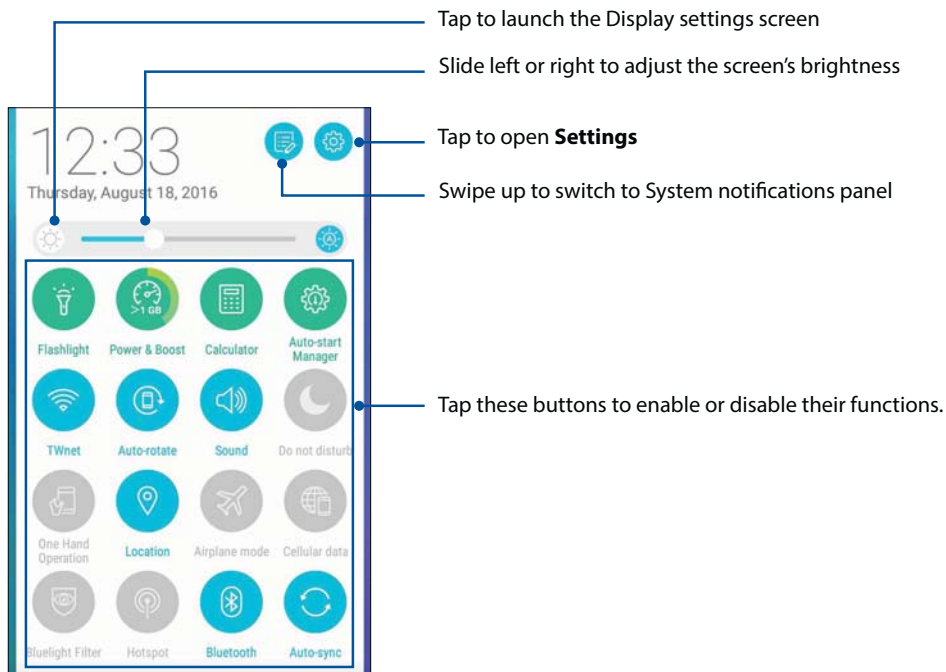 Tap to launch the Display settings screen
Slide left or right to adjust the screen's brightness
Tap to open Settings
Swipe up to switch to System notifications panel
12:33
Thursday, August 18, 2016
A
>1 GB
Flashlight
Power & Boost
Calculator
Auto-start
Manager
Tap these buttons to enable or disable their functions.
TWnet
Auto-rotate
Sound
Do not disturb
One Hand
Operation
Location
Airplane mode
Cellular data
Bluelight Filter
Hotspot
Bluetooth
Auto-sync